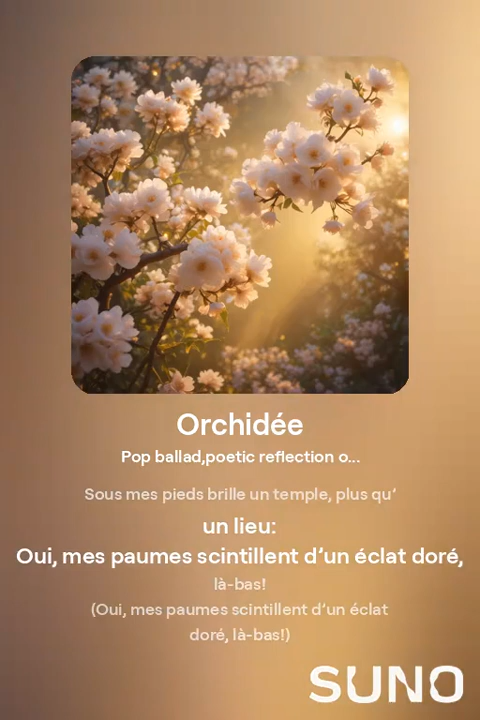 Orchidée
Pop ballad,poetic reflection o...
Sous mes pieds brille un temple, plus qu’
un lieu:
Oui, mes paumes scintillent d’un éclat doré,
là-bas!
(Oui, mes paumes scintillent d’un éclat
doré, là-bas!)
SUNO